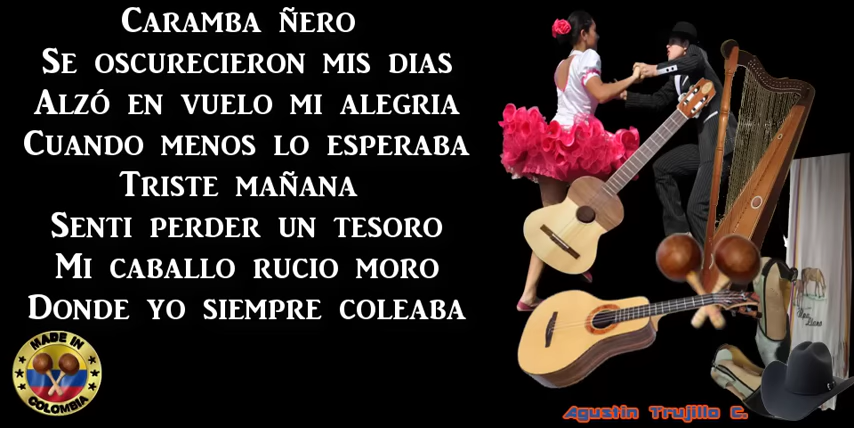 Caramba ñero
Se oscurecieron mis dias
Alzó en vuelo mi alegria
Cuando menos lo esperaba
Triste mañana
Senti perder un tesoro
Mi caballo rucio moro
Donde yo siempre coleaba
MADE IN
COLOMBIA
Agustin Trujillo C.